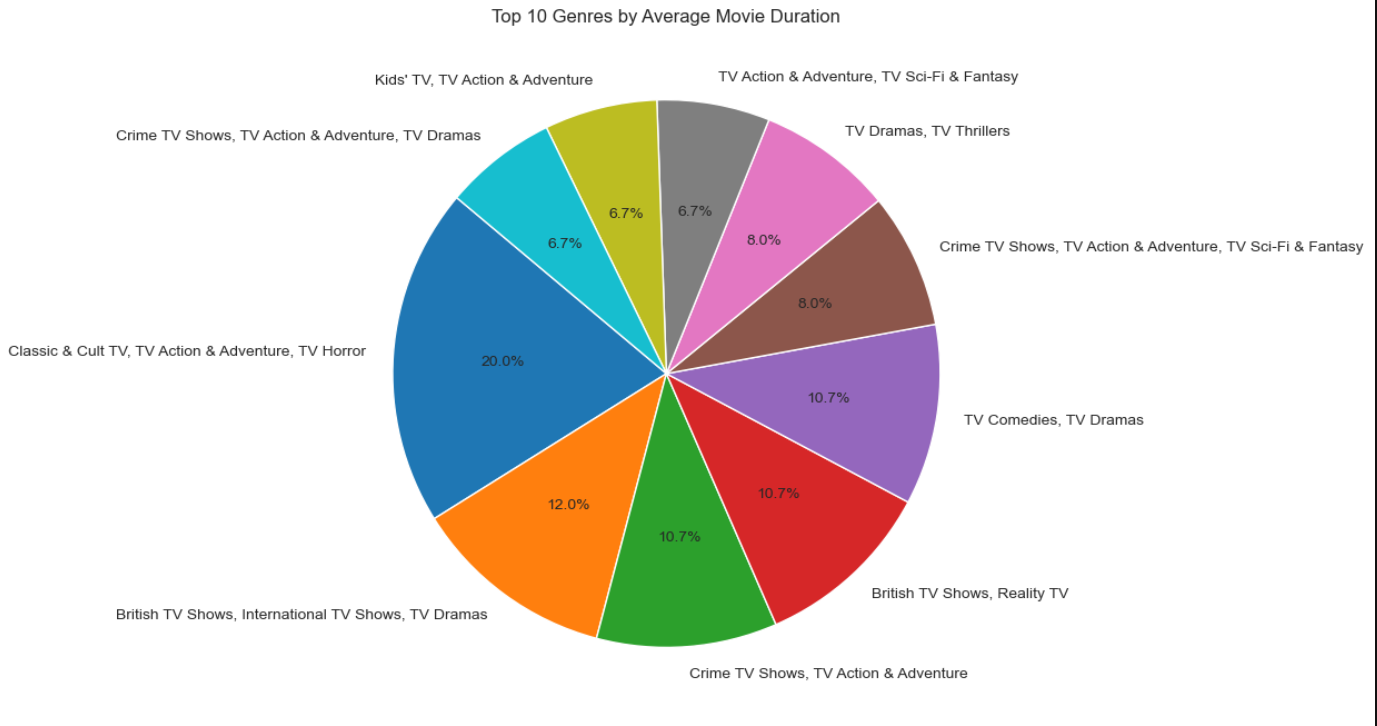 Top 10 Genres by Average Movie Duration
TV Action & Adventure, TV Sci-Fi & Fantasy
Kids' TV, TV Action & Adventure
TV Dramas, TV Thrillers
Crime TV Shows, TV Action & Adventure, TV Dramas
6.7%
6.7%
6.7%
8.0%
Crime TV Shows, TV Action & Adventure, TV Sci-Fi & Fantasy
8.0%
Classic & Cult TV, TV Action & Adventure, TV Horror
20.0%
10.7%
TV Comedies, TV Dramas
10.7%
12.0%
10.7%
British TV Shows, Reality TV
British TV Shows, International TV Shows, TV Dramas
Crime TV Shows, TV Action & Adventure